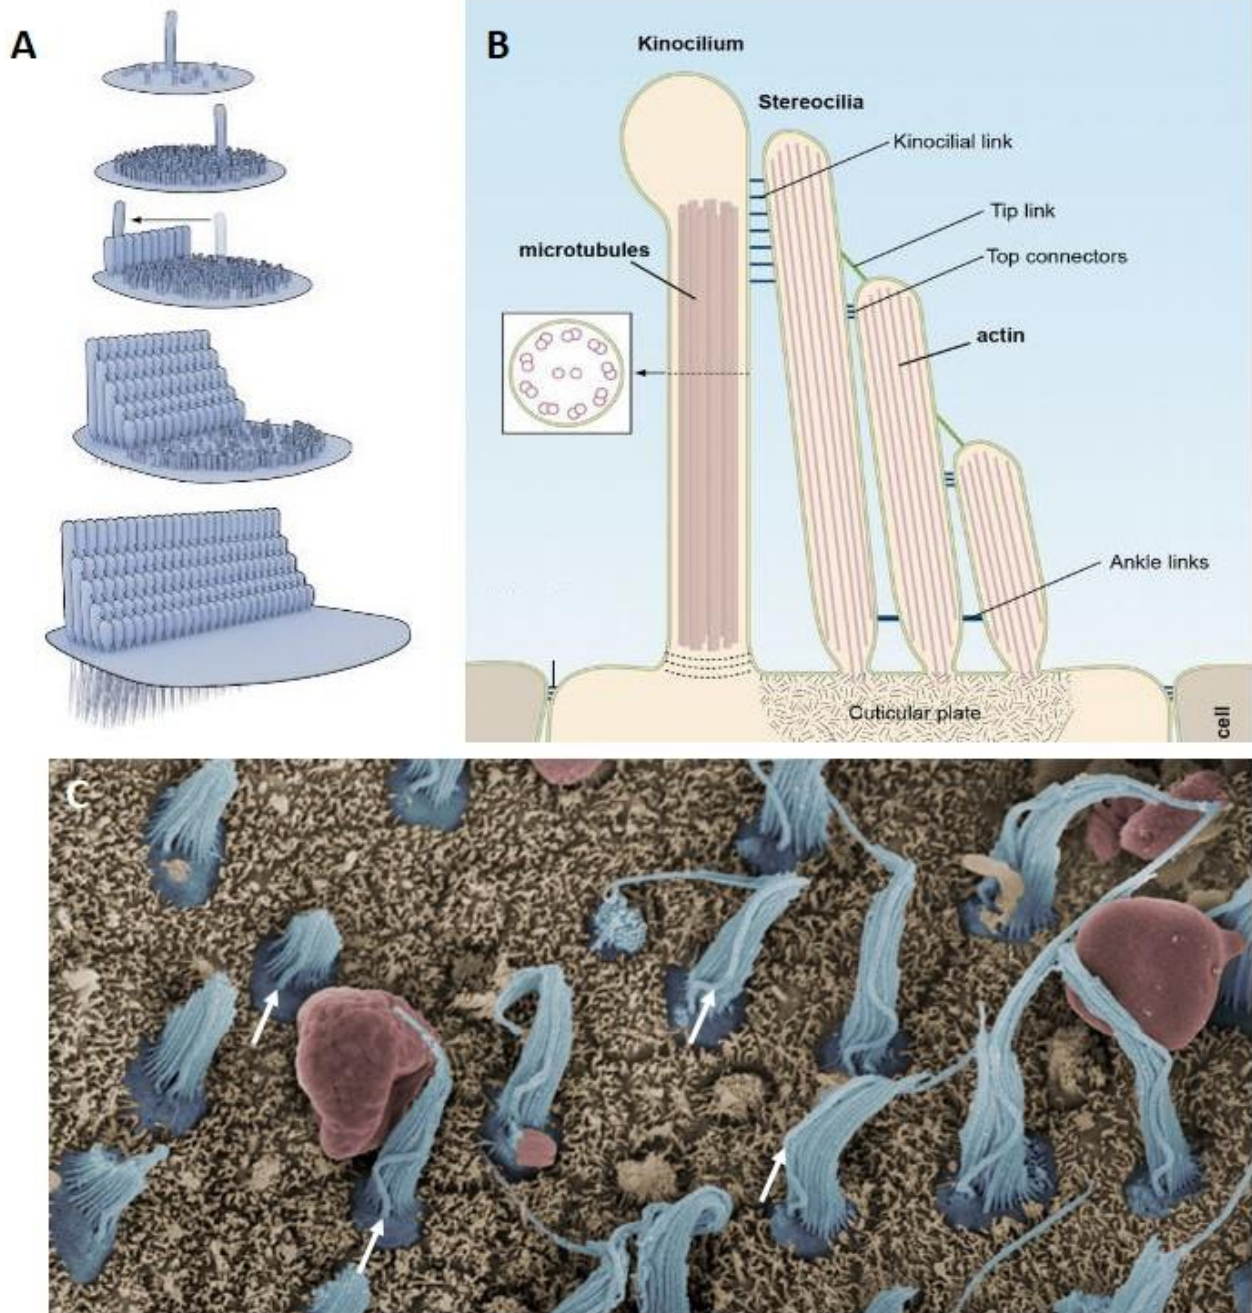 A
B
Kinocilium
Stereocilia
Kinocilial link
Tip link
microtubules
Top connectors
actin
Ankle links
Cuticular plate
cell
C